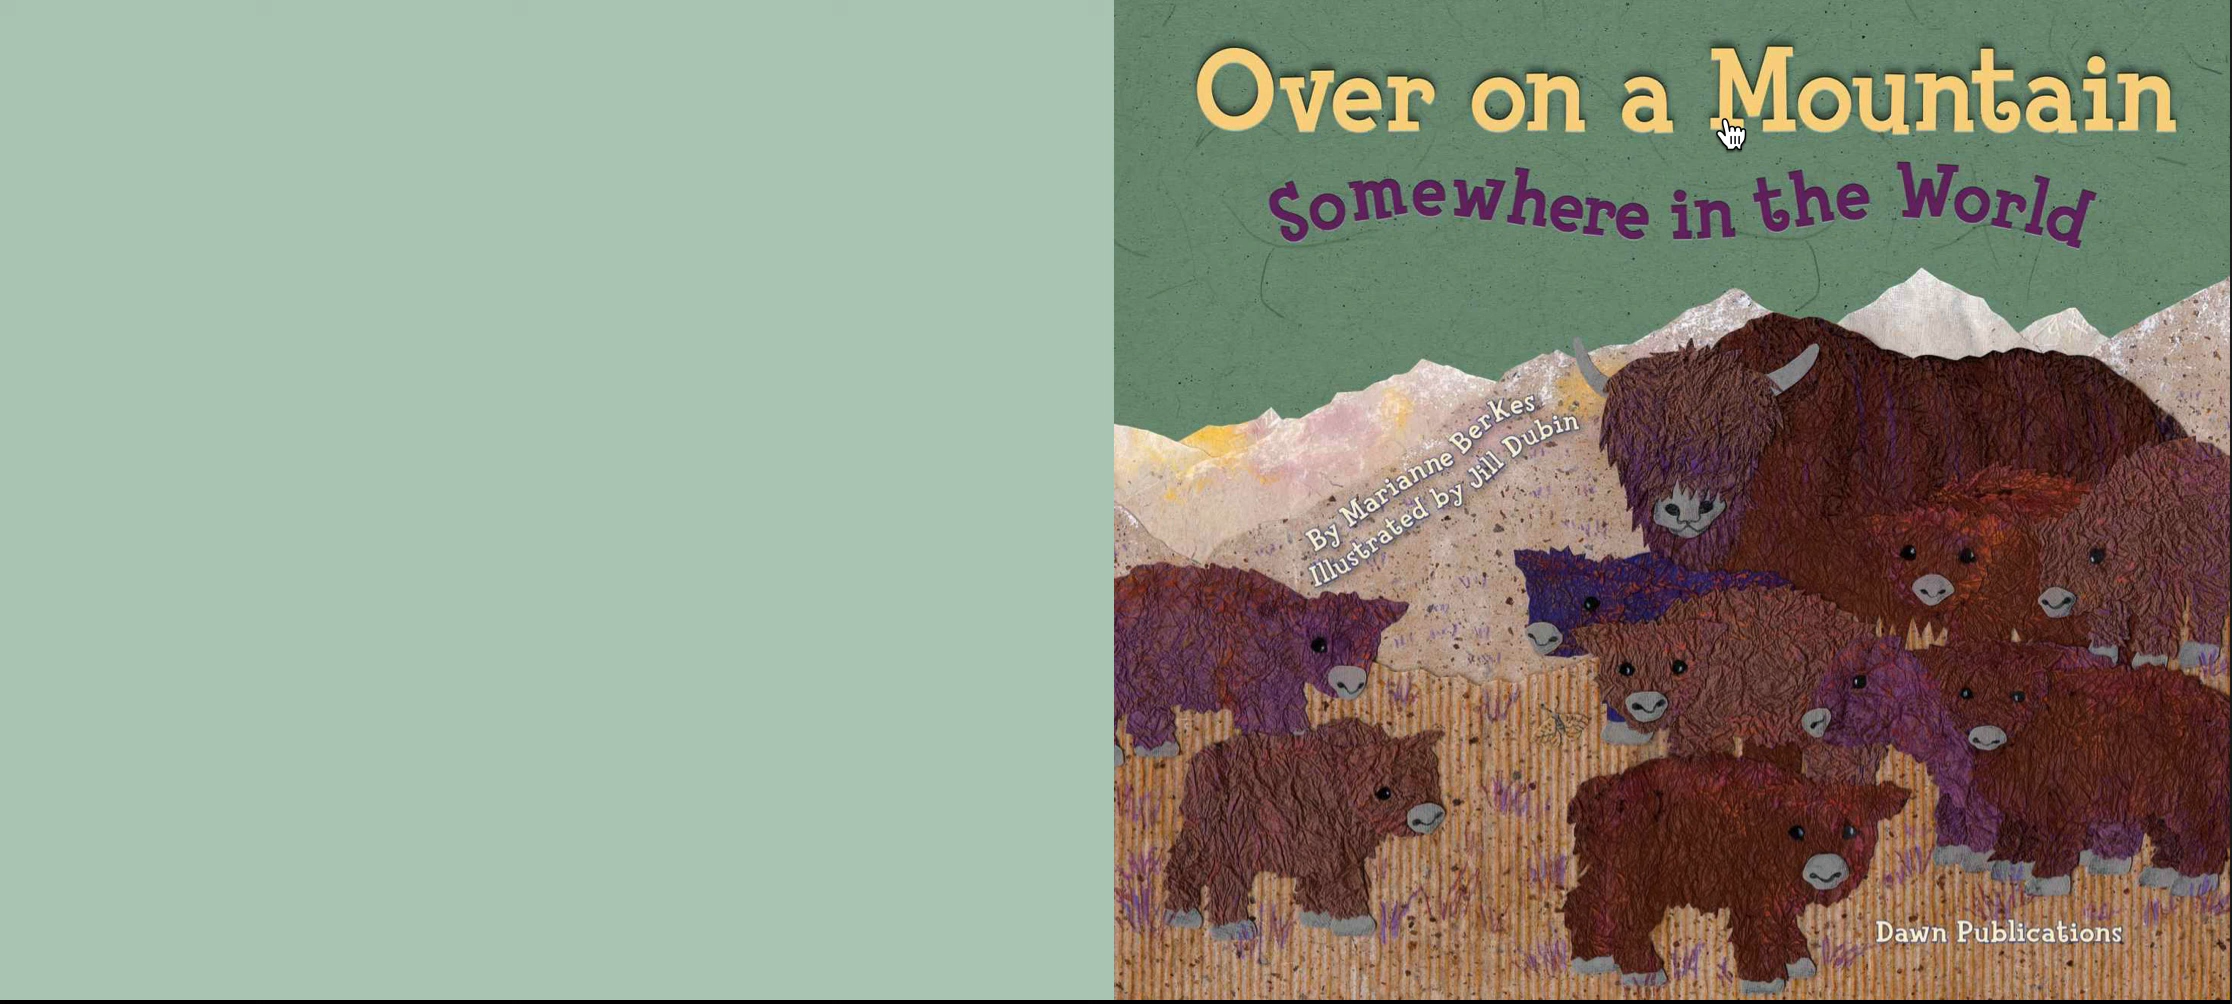 Over on a Mountain
Somewhere in the World
By Marianne Berkes
Illustrated by Jill Dubin
Dawn Publications